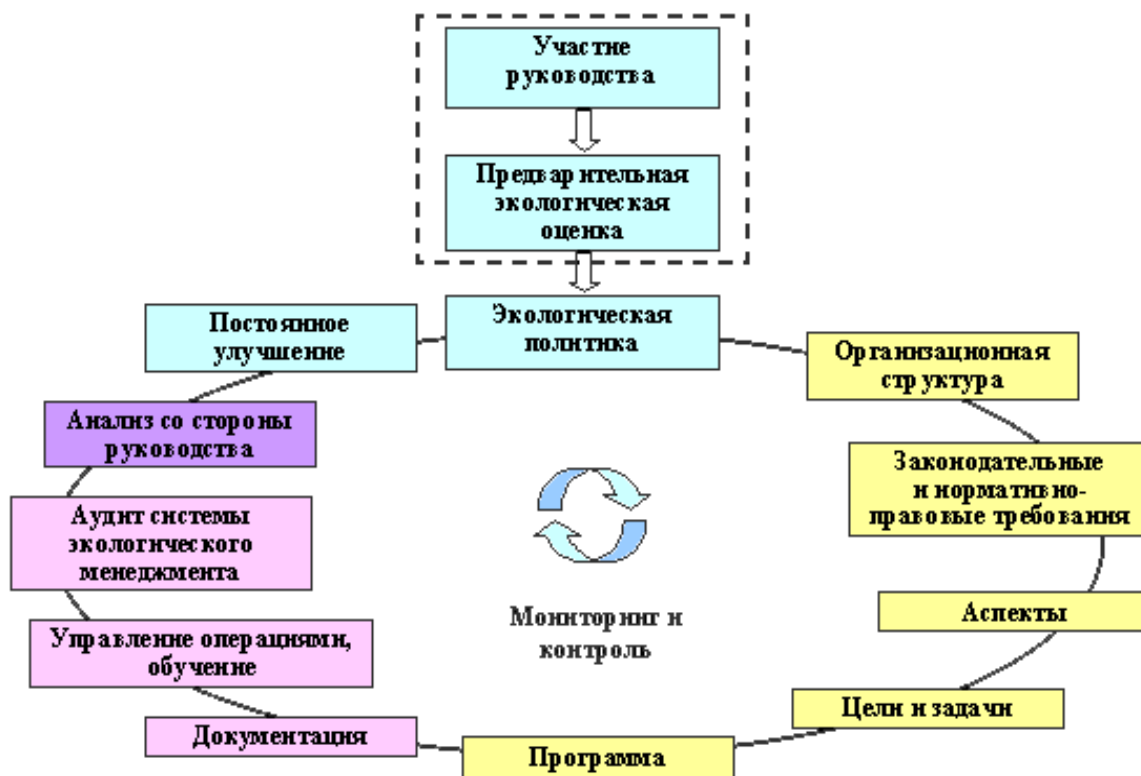 Участие
руководства
Предварительная
экологическая
оценка
Экологическая
политика
Постоянное
улучшение
Организационная
структура
Анализ со стороны
руководства
Законодательные
и нормативно-
правовые требования
Аудит системы
экологического
менеджмента
Аспекты
Мониторинг и
контроль
Управление операциями,
обучение
Цели и задачи
Документация
Программа